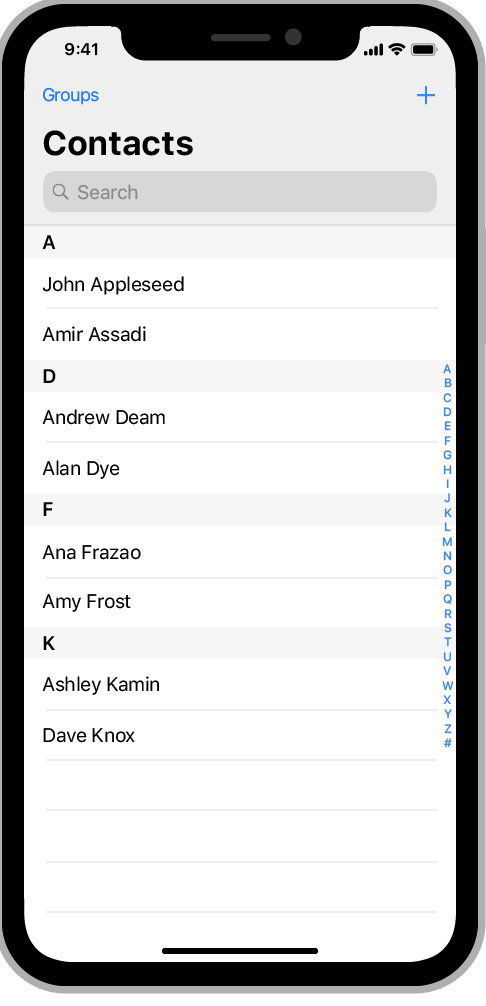 9:41
Groups
+
Contacts
Search
A
John Appleseed
Amir Assadi
D
Andrew Deam
Alan Dye
F
Ana Frazao
Amy Frost
K
Ashley Kamin
Dave Knox
A
B
C
D
E
F
G
H
I
J
K
L
M
N
O
P
Q
R
S
T
U
V
W
X
Y
Z
#